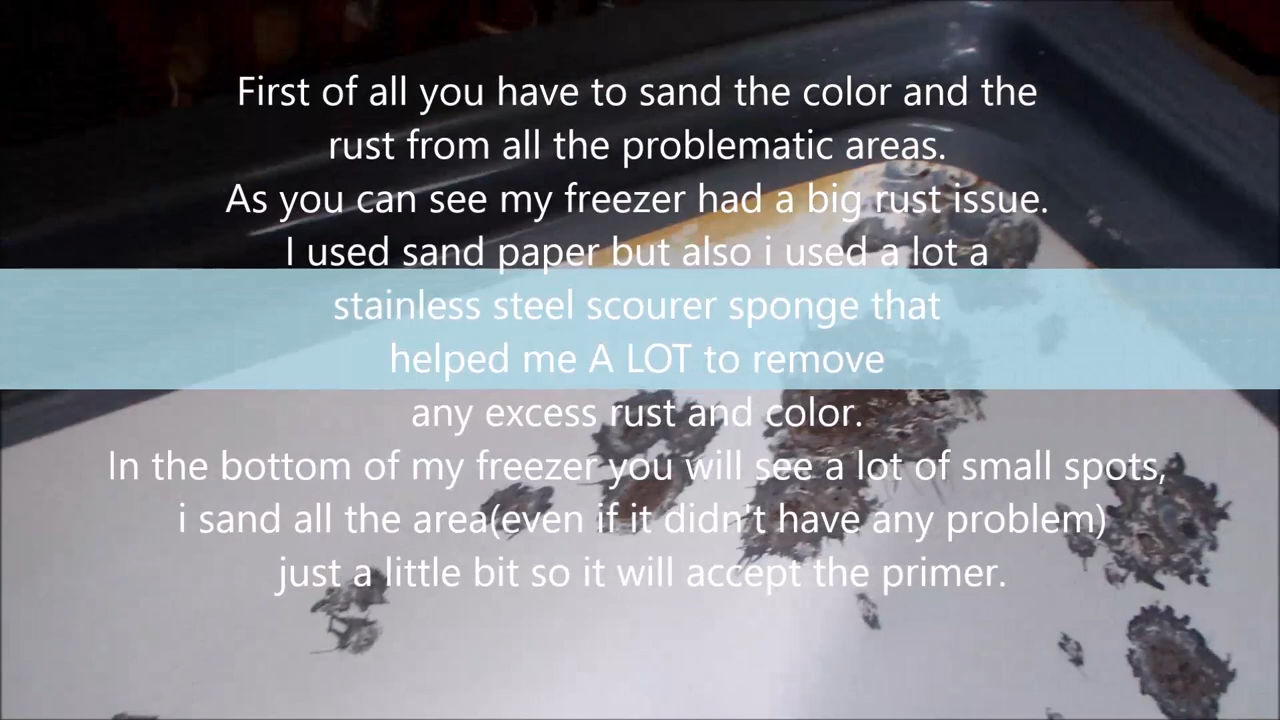 First of all you have to sand the color and the
rust from all the problematic areas.
As you can see my freezer had a big rust issue.
I used sand paper but also i used a lot a
stainless steel scourer sponge that
helped me A LOT to remove
any excess rust and color.
In the bottom of my freezer you will see a lot of small spots,
i sand all the area(even if it didn't have any problem)
just a little bit so it will accept the primer.